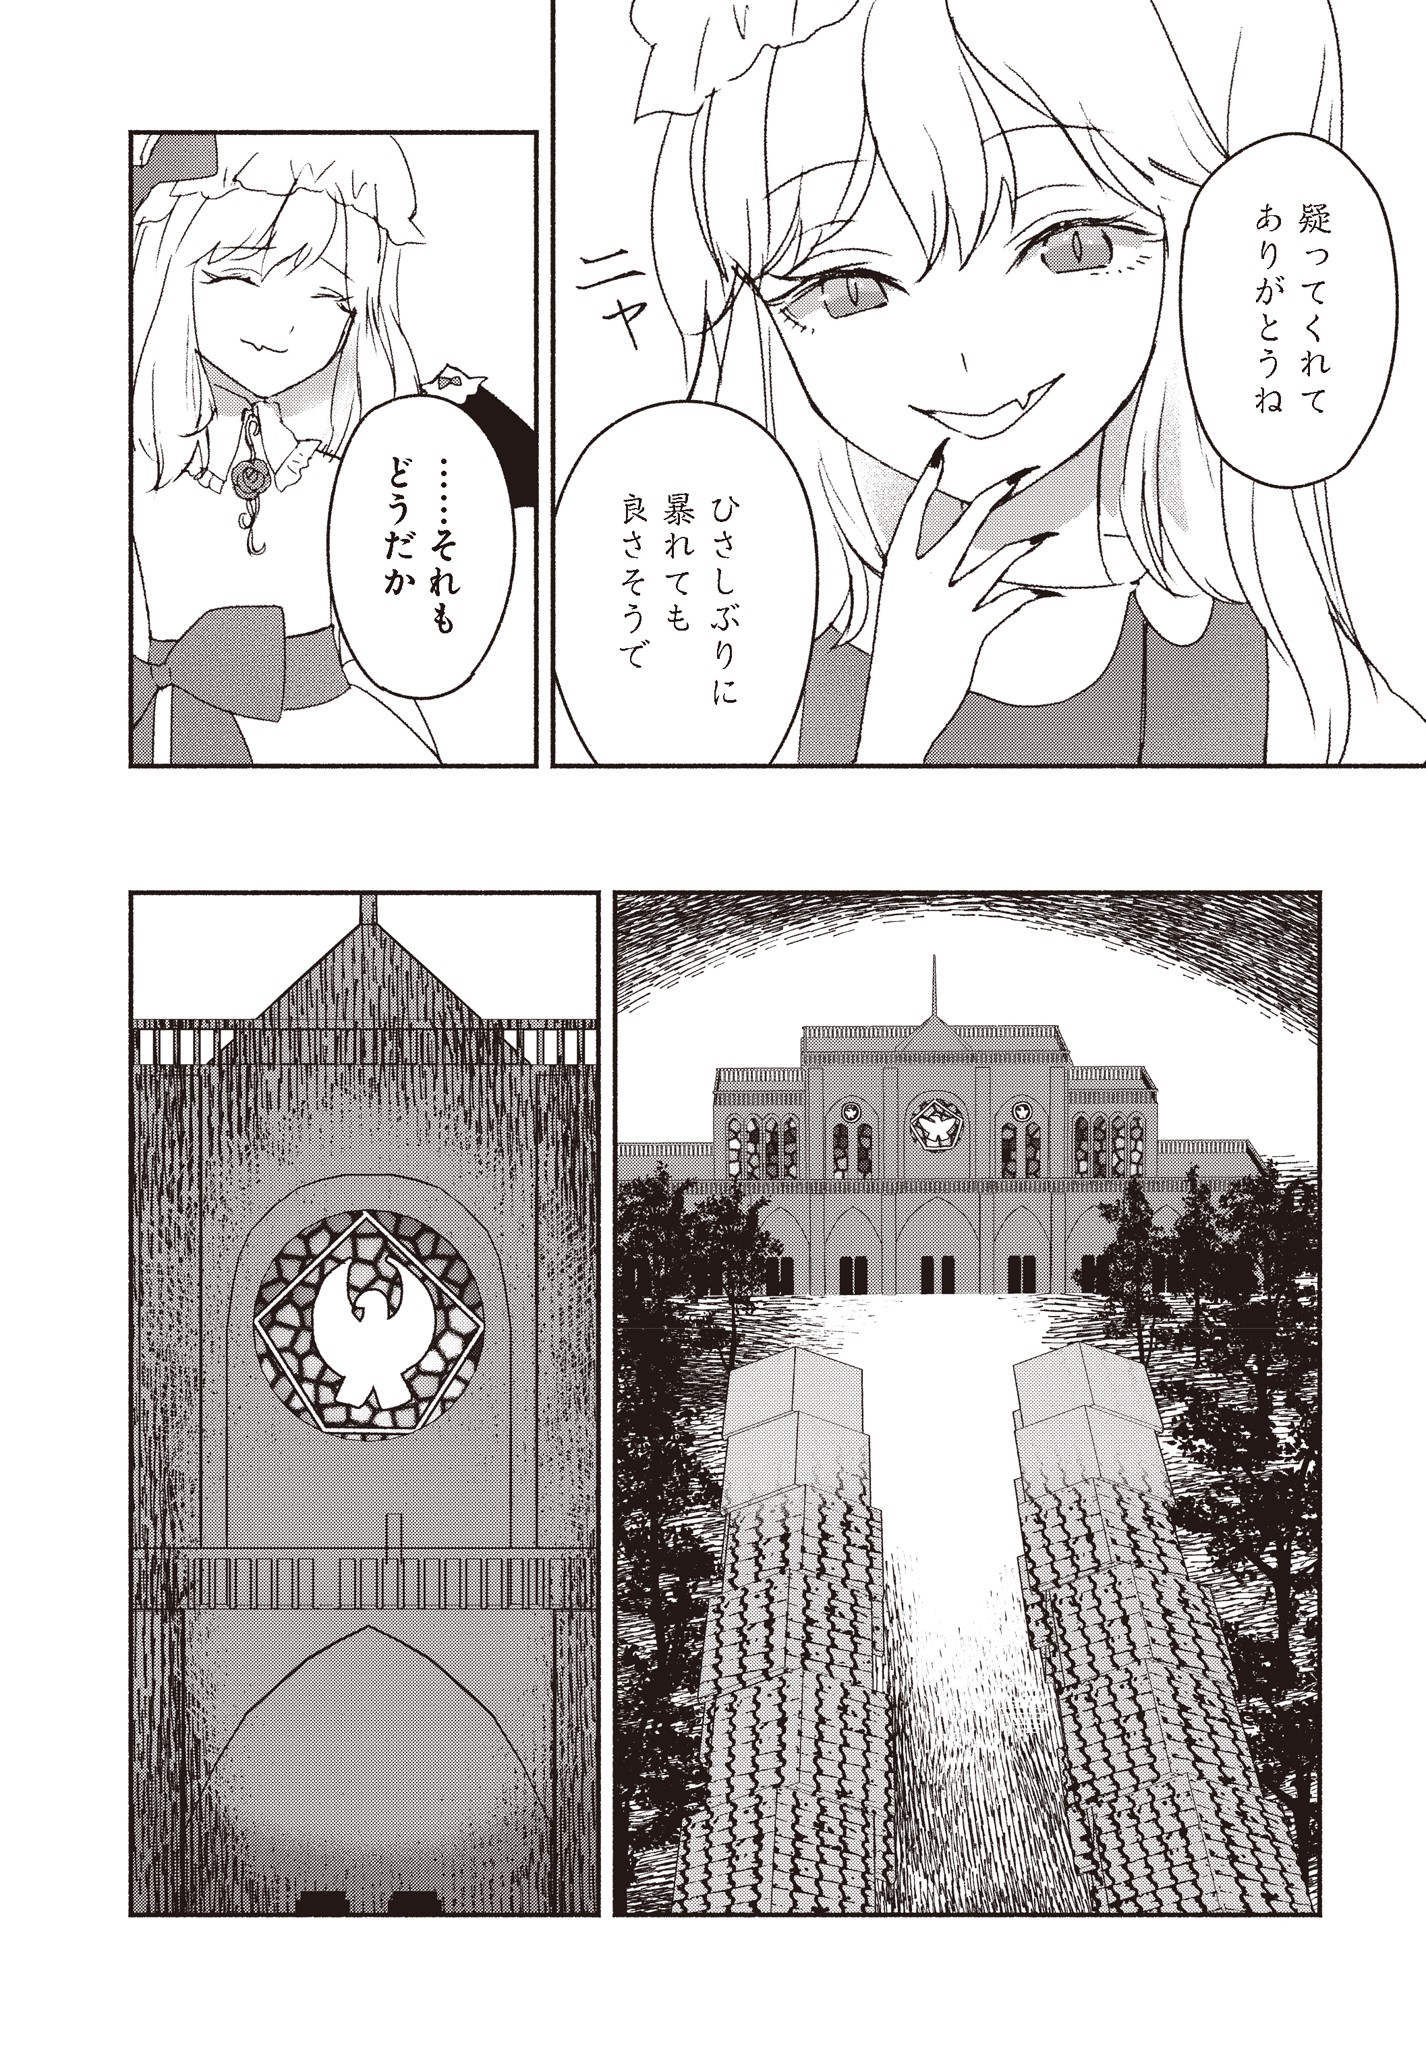 疑ってくれて
ありがとうね
ニヤ
ひさしぶりに
暴れても
良さそうで
……それも
どうだか